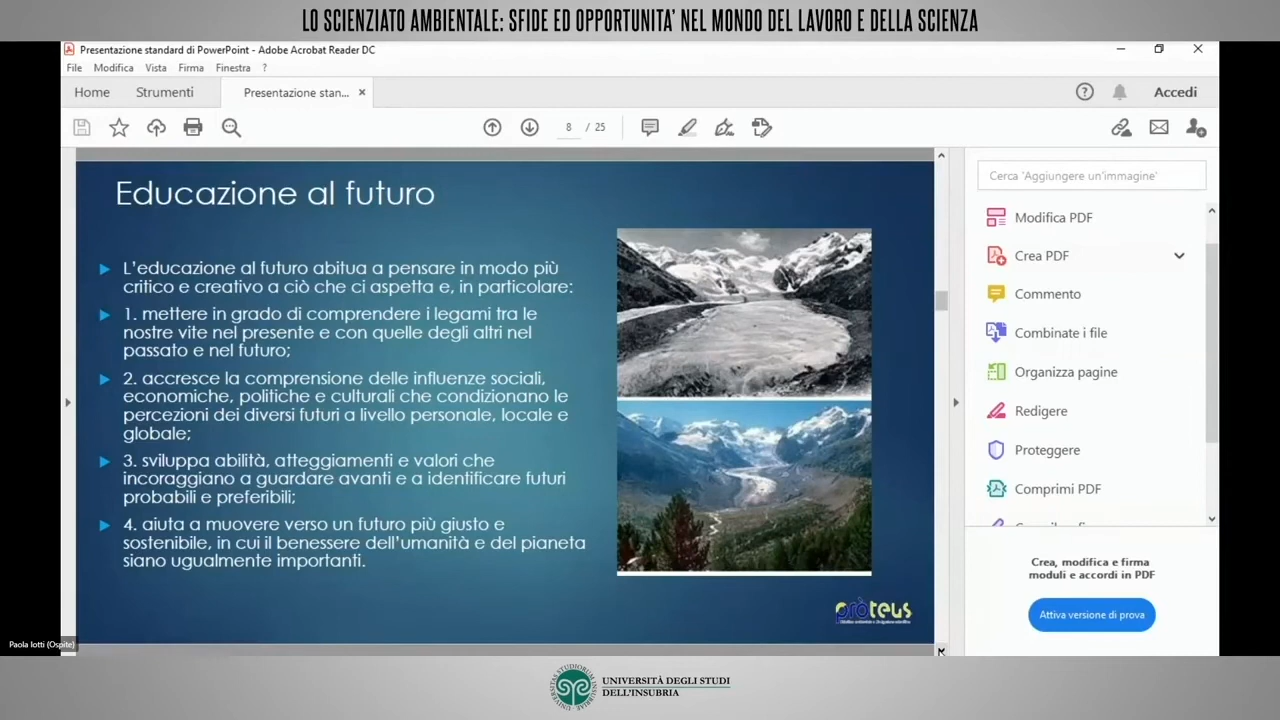 LO SCIENZIATO AMBIENTALE: SFIDE ED OPPORTUNITA' NEL MONDO DEL LAVORO E DELLA SCIENZA
Presentazione standard di PowerPoint - Adobe Acrobat Reader DC
File Modifica Vista Firma Finestra ?
Home Strumenti Presentazione stan... × Accedi
8 / 25
Educazione al futuro
L'educazione al futuro abitua a pensare in modo più
critico e creativo a ciò che ci aspetta e, in particolare:
1. mettere in grado di comprendere i legami tra le
nostre vite nel presente e con quelle degli altri nel
passato e nel futuro;
2. accresce la comprensione delle influenze sociali,
economiche, politiche e culturali che condizionano le
percezioni dei diversi futuri a livello personale, locale e
globale;
3. sviluppa abilità, atteggiamenti e valori che
incoraggiano a guardare avanti e a identificare futuri
probabili e preferibili;
4. aiuta a muovere verso un futuro più giusto e
sostenibile, in cui il benessere dell'umanità e del pianeta
siano ugualmente importanti.
pròteus
Cerca 'Aggiungere un'immagine'
Modifica PDF
Crea PDF
Commento
Combinate i file
Organizza pagine
Redigere
Proteggere
Comprimi PDF
Crea, modifica e firma
moduli e accordi in PDF
Attiva versione di prova
Paola Iotti (Ospite)
UNIVERSITÀ DEGLI STUDI
DELL'INSUBRIA